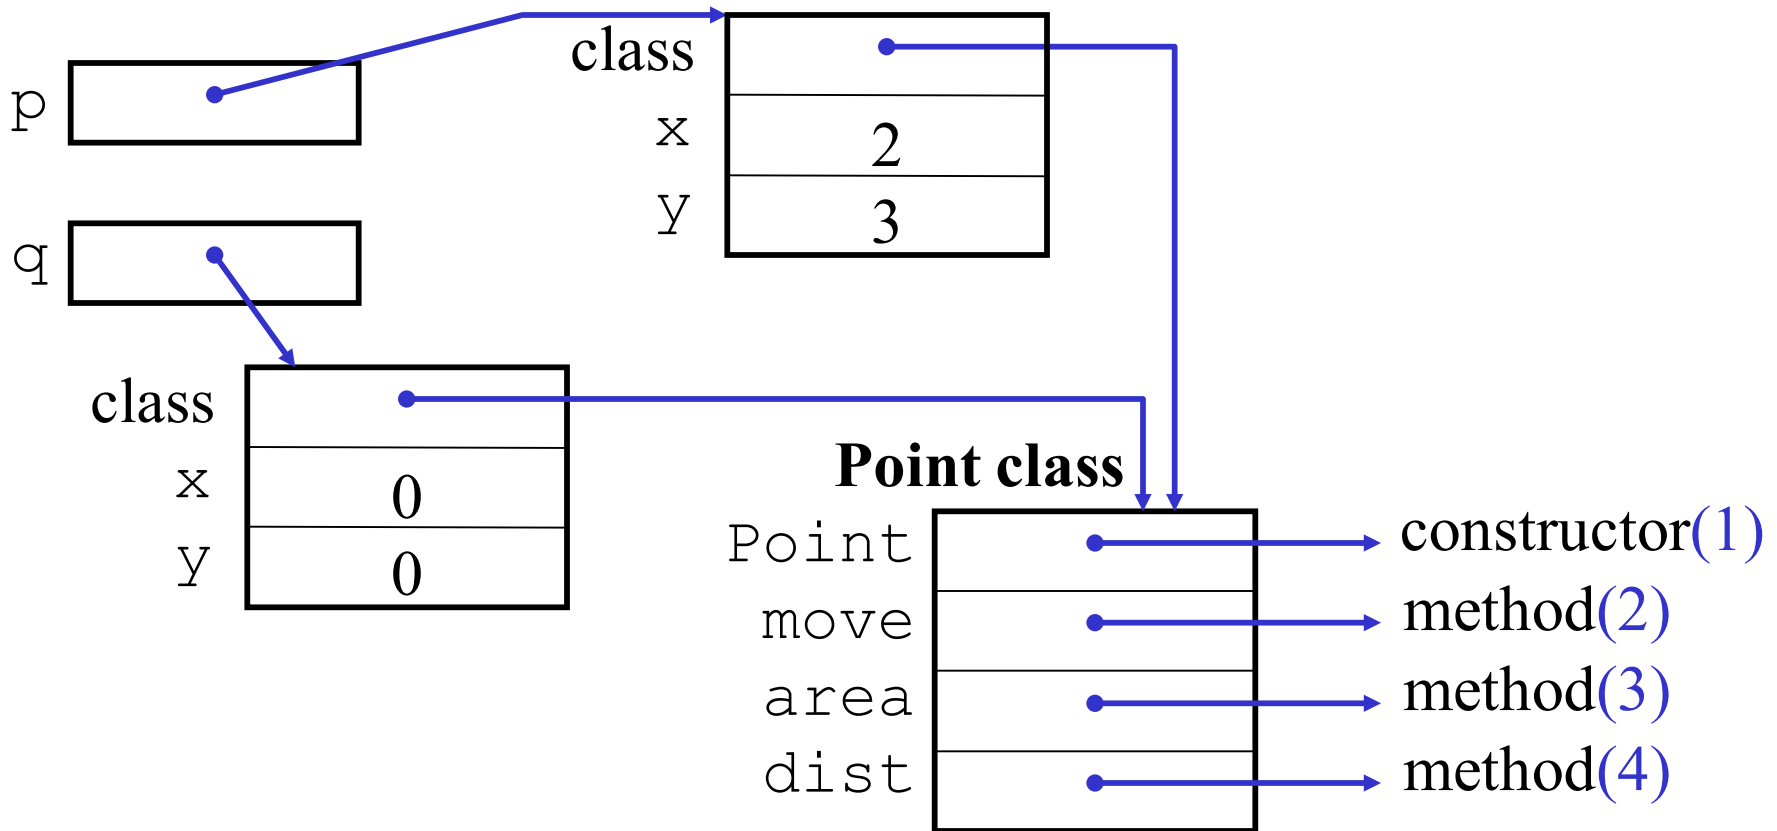 p
class
x 2
y 3
q
class
x 0
y 0
Point class
Point constructor(1)
move method(2)
area method(3)
dist method(4)